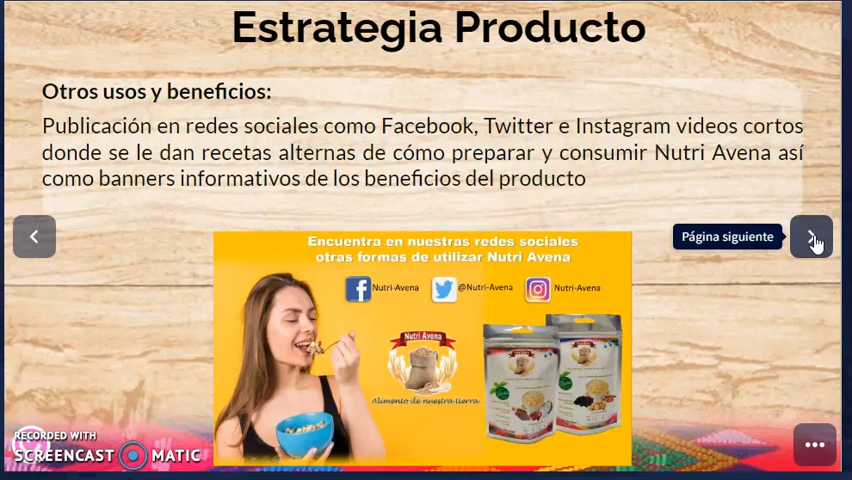 Estrategia Producto
Otros usos y beneficios:
Publicación en redes sociales como Facebook, Twitter e Instagram videos cortos
donde se le dan recetas alternas de cómo preparar y consumir Nutri Avena así
como banners informativos de los beneficios del producto
Página siguiente
Encuentra en nuestras redes sociales
otras formas de utilizar Nutri Avena
Nutri-Avena
@Nutri-Avena
Nutri-Avena
Nutri Avena
Alimento de nuestra tierra
RECORDED WITH
SCREENCAST MATIC